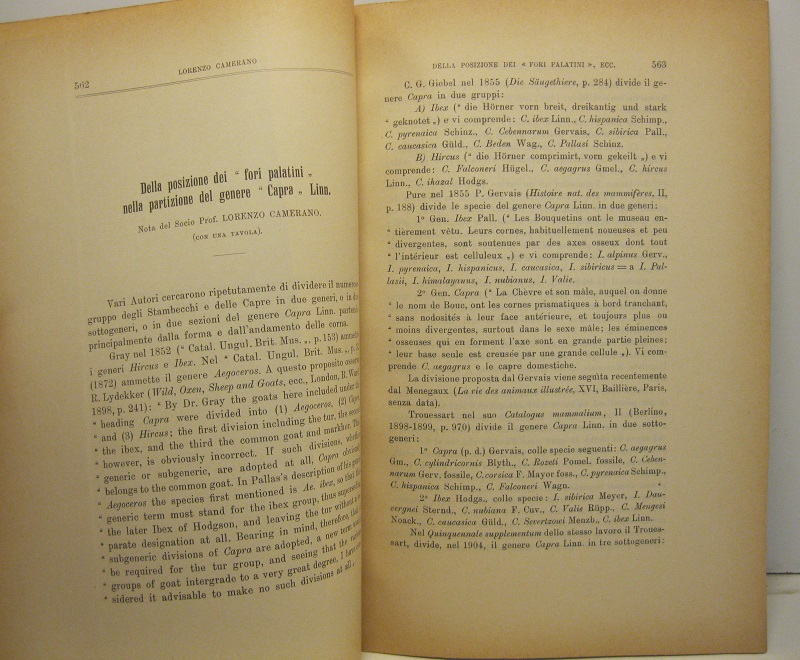 562
LORENZO CAMERANO
Della posizione dei “ fori palatini „
nella partizione del genere “ Capra „ Linn.
Nota del Socio Prof. LORENZO CAMERANO.
(CON UNA TAVOLA).
Vari Autori cercarono ripetutamente di dividere il numeroso
gruppo degli Stambecchi e delle Capre in due generi, o in due
sottogeneri, o in due sezioni del genere Capra Linn. partendo
principalmente dalla forma e dall'andamento delle corna.
Gray nel 1852 (“ Catal. Ungul. Brit. Mus. „, p. 153) ammette
i generi Hircus e Ibex. Nel “ Catal. Ungul. Brit. Mus. „, p.
(1872) ammetto il genere Aegoceros. A questo proposito osserva
R. Lydekker (Wild, Oxen, Sheep and Goats, ecc., London, R. Ward
1898, p. 241): “ By Dr. Gray the goats here included under the
“ heading Capra were divided into (1) Aegoceros, (2) Capra,
“ and (3) Hircus; the first division including the tur, the second
“ the ibex, and the third the common goat and markhor. This,
“ however, is obviously incorrect. If such divisions, whether
“ generic or subgeneric, are adopted at all, Capra obviously
“ belongs to the common goat. In Pallas's description of his genus
“ Aegoceros the species first mentioned is Ae. ibex, so that
“ generic term must stand for the ibex group, thus superseding
“ the later Ibex of Hodgson, and leaving the tur without a
“ parate designation at all. Bearing in mind, therefore, that
“ subgeneric divisions of Capra are adopted, a new term would
“ be required for the tur group, and seeing that the various
“ groups of goat intergrade to a very great degree, I have
“ sidered it advisable to make no such divisions at all „.
DELLA POSIZIONE DEI « FORI PALATINI », ECC.
563
C. G. Giebel nel 1855 (Die Säugethiere, p. 284) divide il ge-
nere Capra in due gruppi:
A) Ibex (“ die Hörner vorn breit, dreikantig und stark
“ geknotet „) e vi comprende: C. ibex Linn., C. hispanica Schimp.,
C. pyrenaica Schinz., C. Cebennarum Gervais, C. sibirica Pall.,
C. caucasica Güld., C. Beden Wag., C. Pallasi Schinz.
B) Hircus (“ die Hörner comprimirt, vorn gekeilt „) e vi
comprende: C. Falconeri Hügel., C. aegagrus Gmel., C. hircus
Linn., C. ihazal Hodgs.
Pure nel 1855 P. Gervais (Histoire nat. des mammifères, II,
p. 188) divide le specie del genere Capra Linn. in due generi:
1° Gen. Ibex Pall. (“ Les Bouquetins ont le museau en-
“ tièrement vêtu. Leurs cornes, habituellement noueuses et peu
“ divergentes, sont soutenues par des axes osseux dont tout
“ l'intérieur est celluleux „) e vi comprende: I. alpinus Gerv.,
I. pyrenaica, I. hispanicus, I. caucasica, I. sibiricus = a I. Pal-
lasii, I. himalayanus, I. nubianus, I. Valie.
2° Gen. Capra (“ La Chèvre et son mâle, auquel on donne
“ le nom de Bouc, ont les cornes prismatiques à bord tranchant,
“ sans nodosités à leur face antérieure, et toujours plus ou
“ moins divergentes, surtout dans le sexe mâle; les éminences
“ osseuses qui en forment l'axe sont en grande partie pleines;
“ leur base seule est creusée par une grande cellule „). Vi com-
prende C. aegagrus e le capre domestiche.
La divisione proposta dal Gervais viene seguìta recentemente
dal Menegaux (La vie des animaux illustrée, XVI, Baillière, Paris,
senza data).
Trouessart nel suo Catalogus mammalium, II (Berlino,
1898-1899, p. 970) divide il genere Capra Linn. in due sotto-
generi:
1° Capra (p. d.) Gervais, colle specie seguenti: C. aegagrus
Gm., C. cylindricornis Blyth., C. Rozeti Pomel. fossile, C. Ceben-
narum Gerv. fossile, C. corsica F. Mayor foss., C. pyrenaica Schimp.,
C. hispanica Schimp., C. Falconeri Wagn.
2° Ibex Hodgs., colle specie: I. sibirica Meyer, I. Dau-
vergnei Sternd., C. nubiana F. Cuv., C. Valie Rüpp., C. Mengesi
Noack., C. caucasica Güld., C. Severtzowi Menzb., C. ibex Linn.
Nel Quinquennale supplementum dello stesso lavoro il Troues-
sart, divide, nel 1904, il genere Capra Linn. in tre sottogeneri: